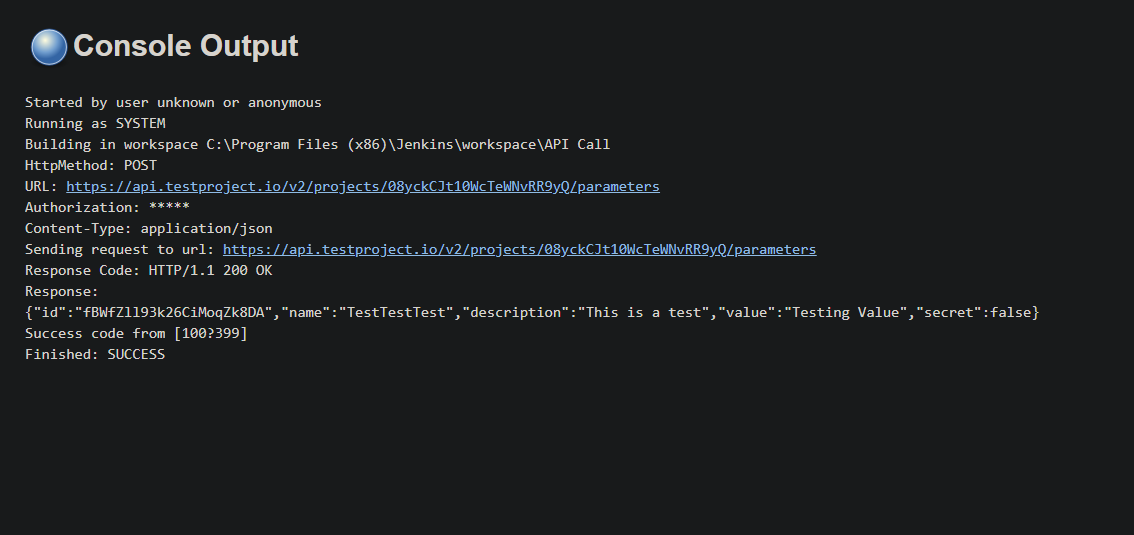 Console Output
Started by user unknown or anonymous
Running as SYSTEM
Building in workspace C:\Program Files (x86)\Jenkins\workspace\API Call
HttpMethod: POST
URL: https://api.testproject.io/v2/projects/08yckCJt10WcTeWNvRR9yQ/parameters
Authorization: *****
Content-Type: application/json
Sending request to url: https://api.testproject.io/v2/projects/08yckCJt10WcTeWNvRR9yQ/parameters
Response Code: HTTP/1.1 200 OK
Response:
{"id":"fBWfZll93k26CiMoqZk8DA","name":"TestTestTest","description":"This is a test","value":"Testing Value","secret":false}
Success code from [100?399]
Finished: SUCCESS